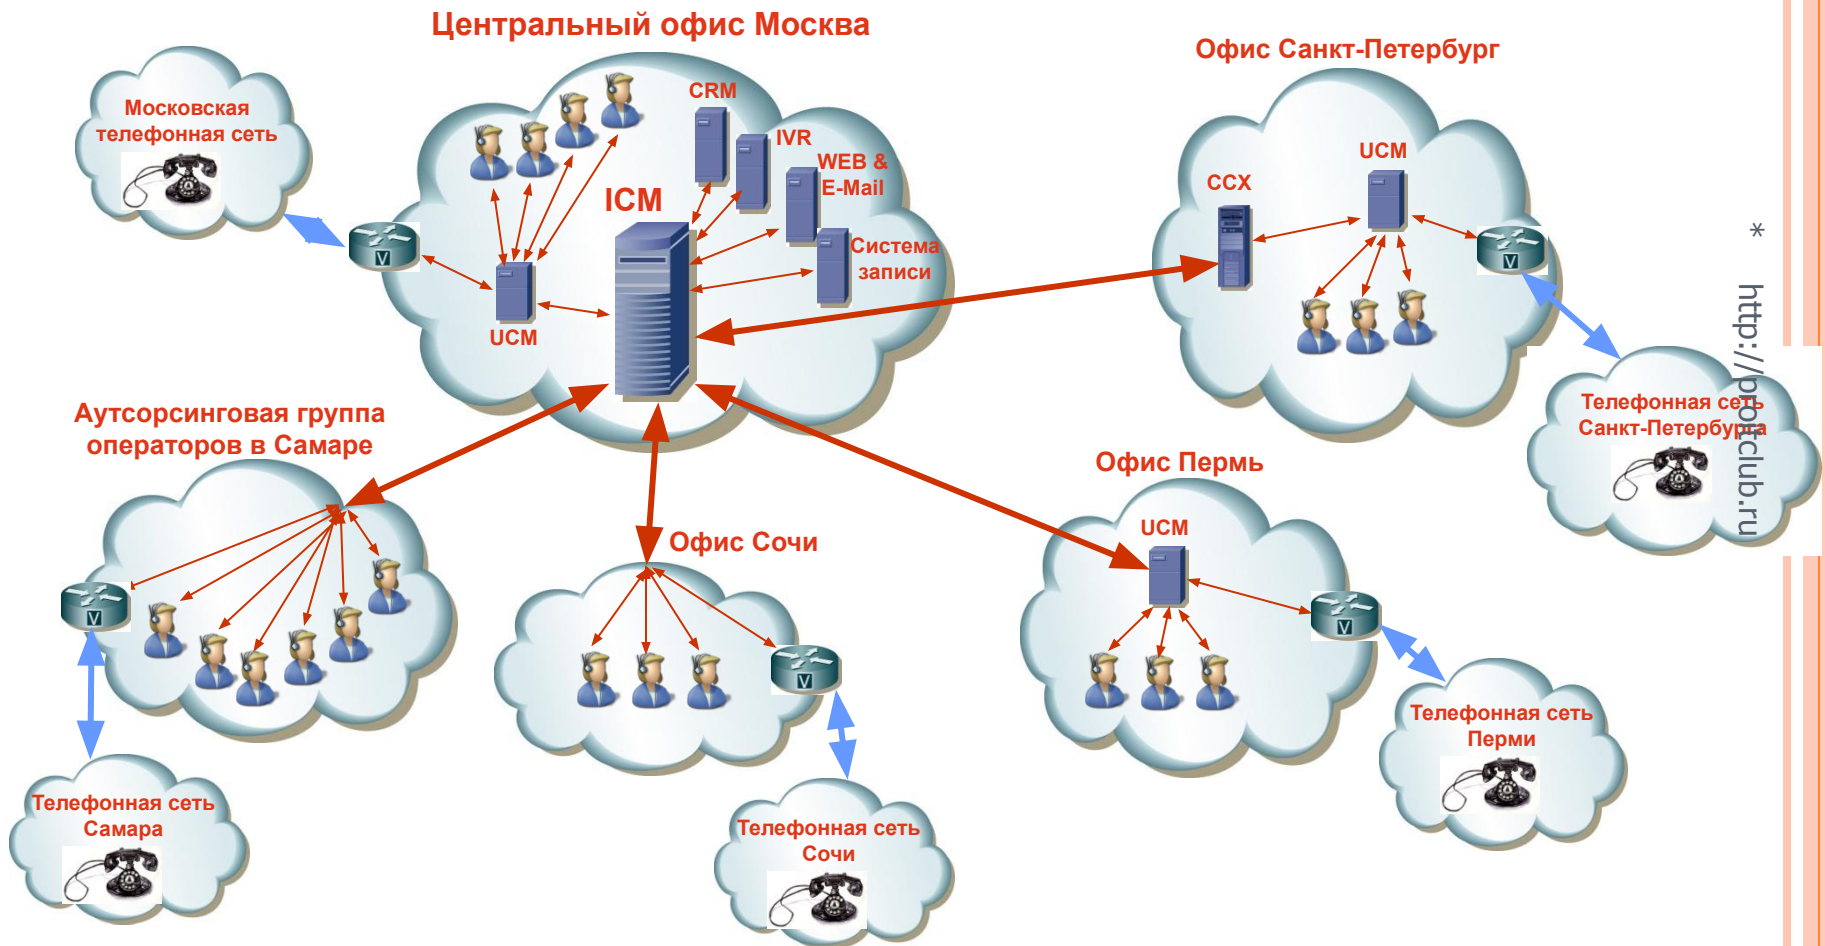 Центральный офис Москва
Офис Санкт-Петербург
Московская
телефонная сеть
CRM
IVR
WEB &
E-Mail
ICM
Система
записи
UCM
V
UCM
CCX
V
*
http://proitclub.ru
Телефонная сеть
Санкт-Петербурга
Аутсорсинговая группа
операторов в Самаре
V
Офис Сочи
V
Офис Пермь
UCM
V
Телефонная сеть
Перми
Телефонная сеть
Самара
Телефонная сеть
Сочи